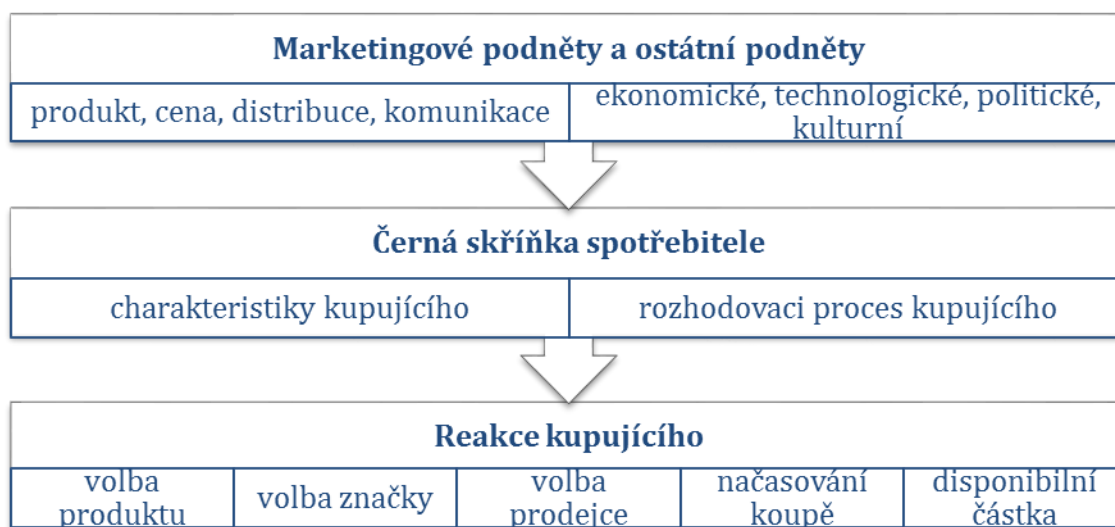 Marketingové podněty a ostátní podněty
produkt, cena, distribuce, komunikace
ekonomické, technologické, politické,
kulturní
Černá skříňka spotřebitele
charakteristiky kupujícího
rozhodovaci proces kupujícího
Reakce kupujícího
volba
produktu
volba značky
volba
prodejce
načasování
koupě
disponibilní
částka